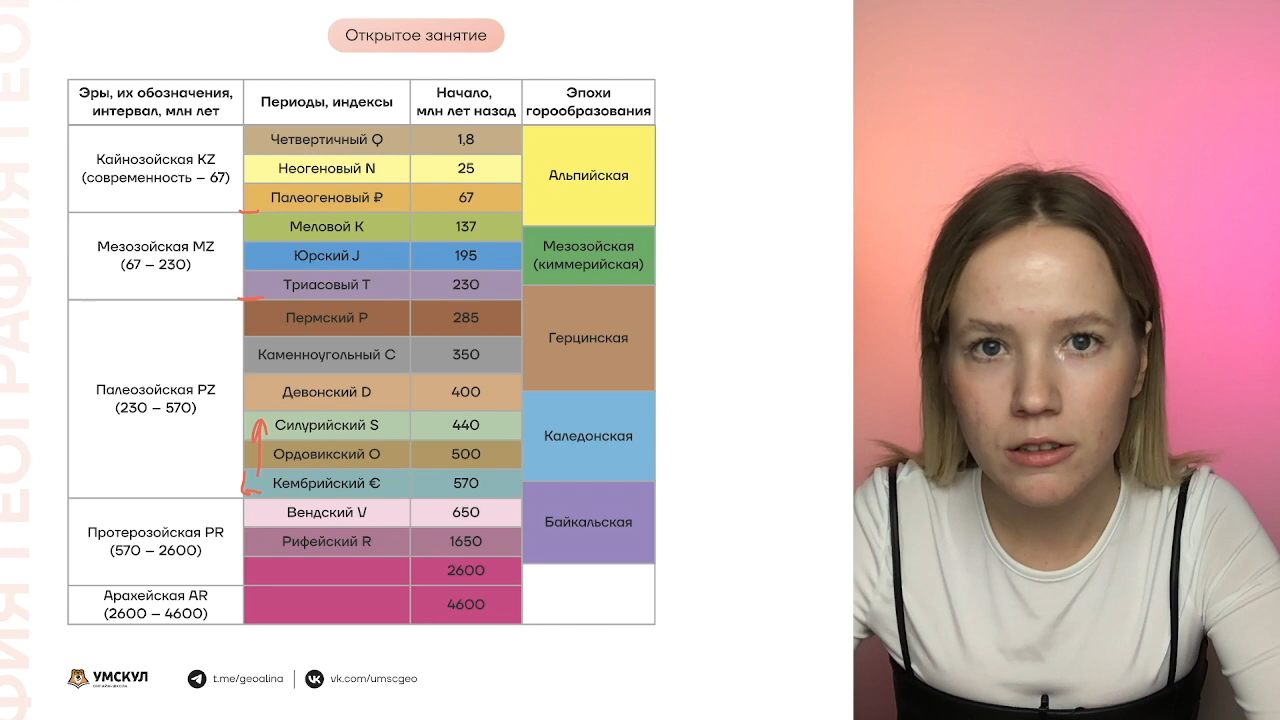 Открытое занятие
Эры, их обозначения,
интервал, млн лет
Периоды, индексы
Начало,
млн лет назад
Эпохи
горообразования
Кайнозойская KZ
(современность – 67)
Четвертичный Q
1,8
Неогеновый N
25
Палеогеновый ₽
67
Альпийская
Мезозойская MZ
(67 – 230)
Меловой K
137
Юрский J
195
Триасовый T
230
Мезозойская
(киммерийская)
Палеозойская PZ
(230 – 570)
Пермский P
285
Каменноугольный C
350
Девонский D
400
Силурийский S
440
Ордовикский O
500
Кембрийский €
570
Герцинская
Каледонская
Байкальская
Протерозойская PR
(570 – 2600)
Вендский V
650
Рифейский R
1650
2600
Арахейская AR
(2600 – 4600)
4600
УМСКУЛ
ОНЛАЙН-ШКОЛА
t.me/geoalina
vk.com/umscgeo